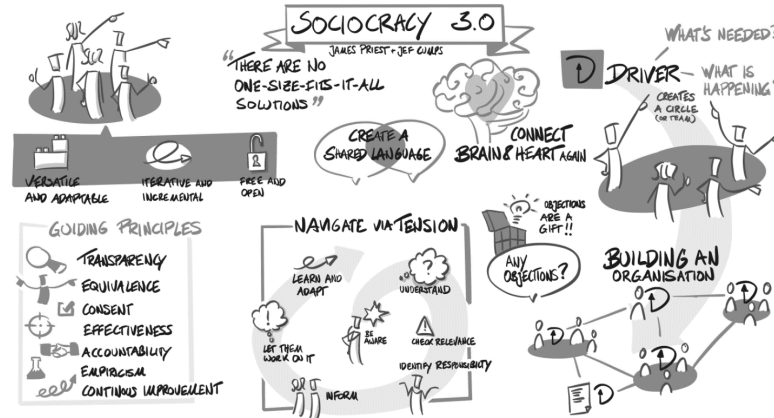 SOCIOCRACY 3.0
JAMES PRIEST + JEF CUMPS
"THERE ARE NO
ONE-SIZE-FITS-IT-ALL
SOLUTIONS"
VERSATILE
AND ADAPTABLE
ITERATIVE AND
INCREMENTAL
FREE AND
OPEN
CREATE A
SHARED LANGUAGE
CONNECT
BRAIN & HEART AGAIN
DRIVER
WHAT'S NEEDED?
WHAT IS
HAPPENING?
CREATES
A CIRCLE
(OR TEAM)
GUIDING PRINCIPLES
TRANSPARENCY
EQUIVALENCE
CONSENT
EFFECTIVENESS
ACCOUNTABILITY
EMPIRICISM
CONTINOUS IMPROVEMENT
NAVIGATE VIA TENSION
LEARN AND
ADAPT
?
UNDERSTAND
!
LET THEM
WORK ON IT
BE
AWARE
!
CHECK RELEVANCE
IDENTIFY RESPONSIBILTY
INFORM
OBJECTIONS
ARE A
GIFT!!
ANY
OBJECTIONS?
BUILDING AN
ORGANISATION